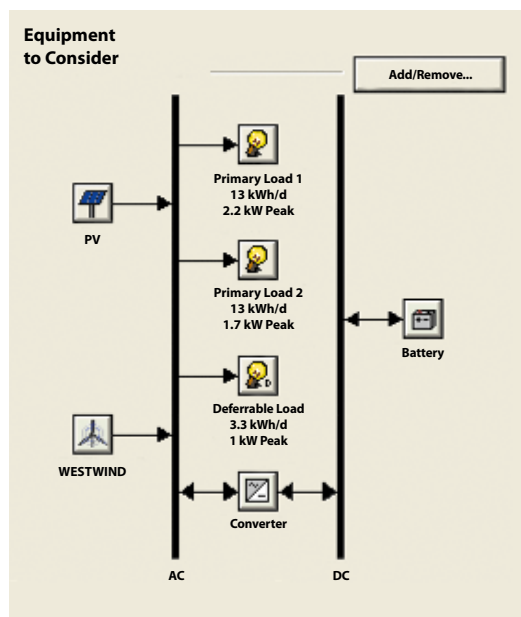 Equipment
to Consider
Add/Remove...
Primary Load 1
13 kWh/d
2.2 kW Peak
PV
Primary Load 2
13 kWh/d
1.7 kW Peak
Battery
D
Deferrable Load
3.3 kWh/d
1 kW Peak
WESTWIND
Converter
AC
DC